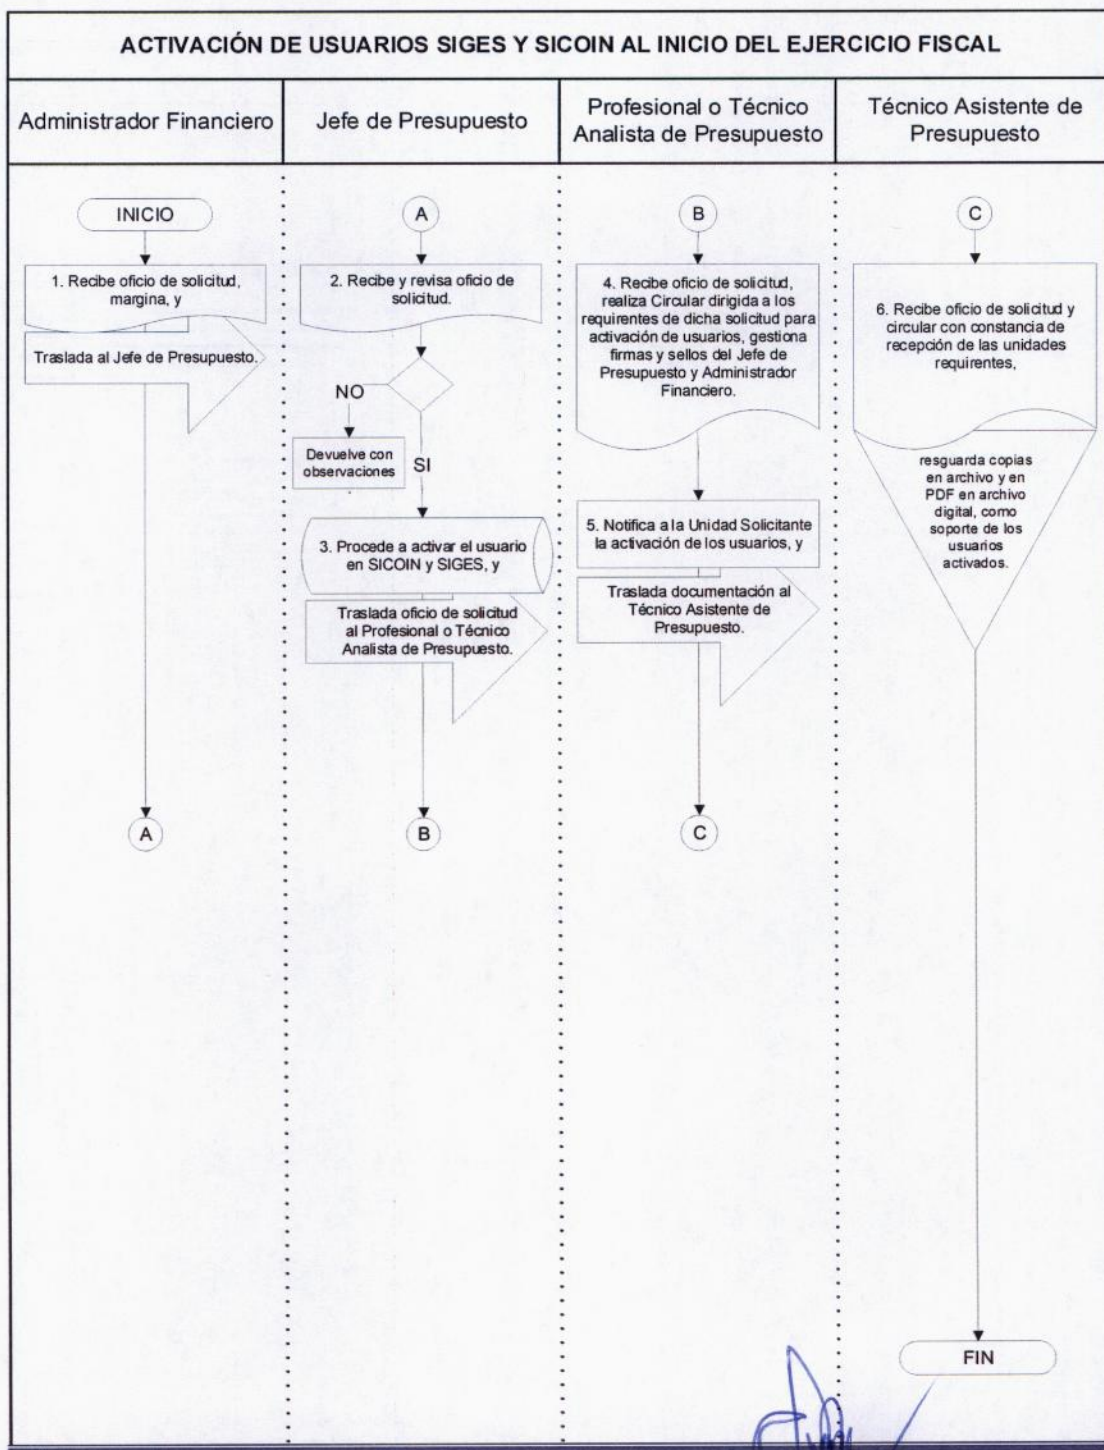 ACTIVACIÓN DE USUARIOS SIGES Y SICOIN AL INICIO DEL EJERCICIO FISCAL
Administrador Financiero
Jefe de Presupuesto
Profesional o Técnico
Analista de Presupuesto
Técnico Asistente de
Presupuesto
INICIO
1. Recibe oficio de solicitud,
margina, y
Traslada al Jefe de Presupuesto.
A
A
2. Recibe y revisa oficio de
solicitud.
NO
Devuelve con
observaciones
SI
3. Procede a activar el usuario
en SICOIN y SIGES, y
Traslada oficio de solicitud
al Profesional o Técnico
Analista de Presupuesto.
B
B
4. Recibe oficio de solicitud,
realiza Circular dirigida a los
requirentes de dicha solicitud para
activación de usuarios, gestiona
firmas y sellos del Jefe de
Presupuesto y Administrador
Financiero.
5. Notifica a la Unidad Solicitante
la activación de los usuarios, y
Traslada documentación al
Técnico Asistente de
Presupuesto.
C
C
6. Recibe oficio de solicitud y
circular con constancia de
recepción de las unidades
requirentes,
resguarda copias
en archivo y en
PDF en archivo
digital, como
soporte de los
usuarios
activados.
FIN